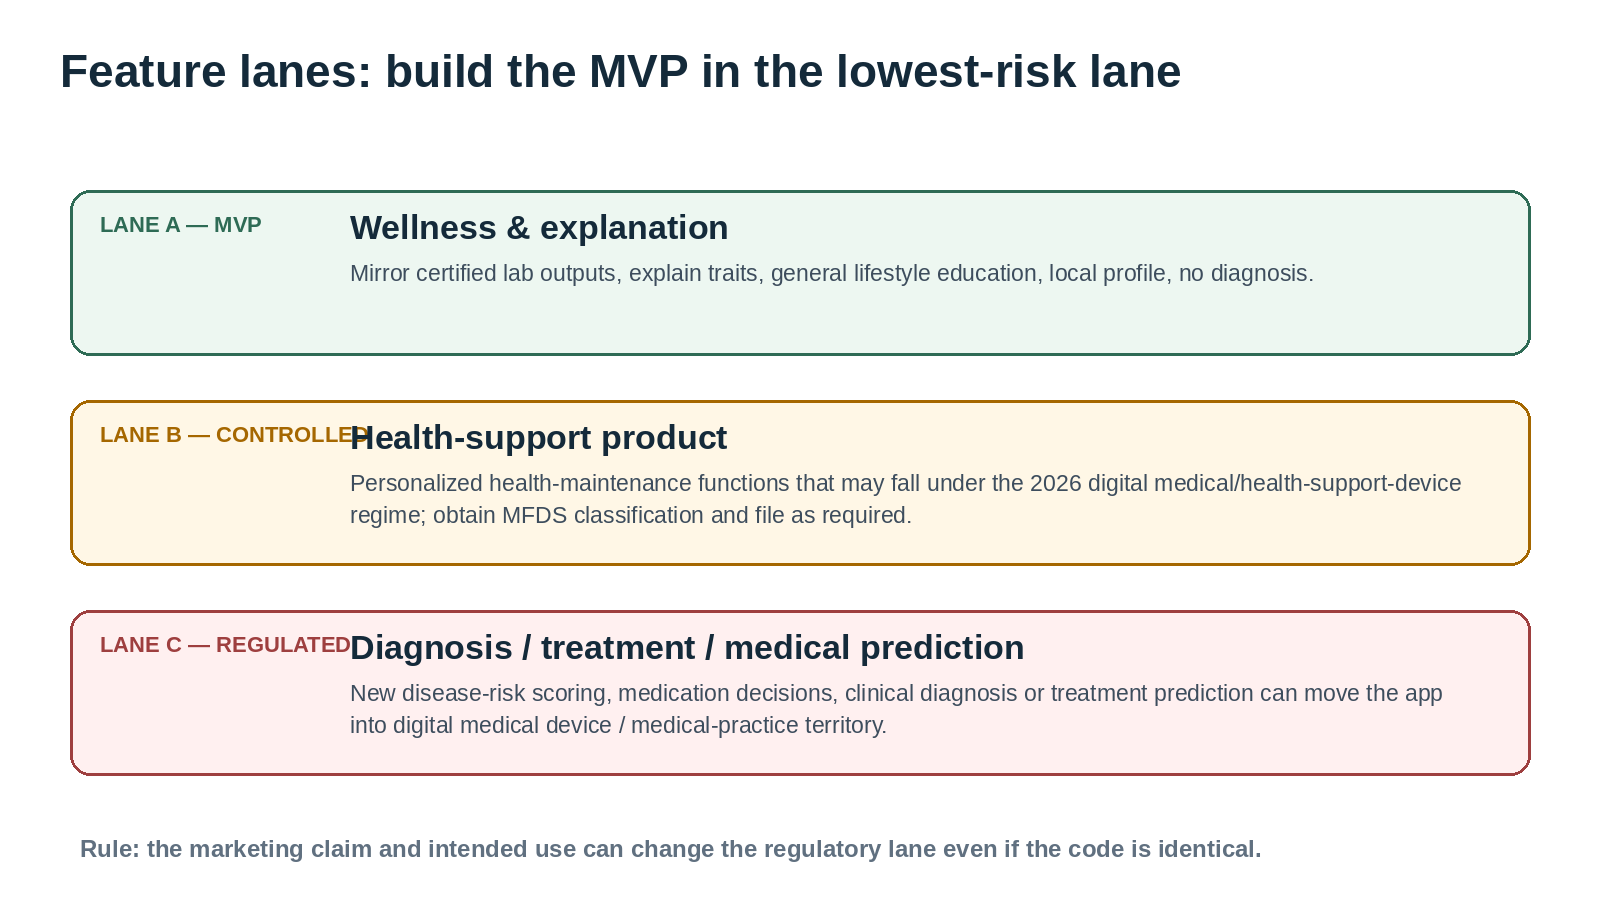 Feature lanes: build the MVP in the lowest-risk lane
LANE A — MVP
Wellness & explanation
Mirror certified lab outputs, explain traits, general lifestyle education, local profile, no diagnosis.
LANE B — CONTROLLED
Health-support product
Personalized health-maintenance functions that may fall under the 2026 digital medical/health-support-device
regime; obtain MFDS classification and file as required.
LANE C — REGULATED
Diagnosis / treatment / medical prediction
New disease-risk scoring, medication decisions, clinical diagnosis or treatment prediction can move the app
into digital medical device / medical-practice territory.
Rule: the marketing claim and intended use can change the regulatory lane even if the code is identical.